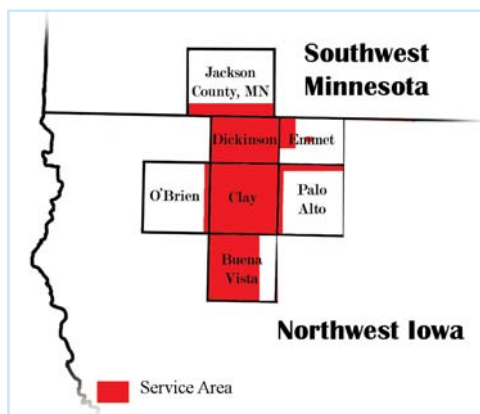 Southwest
Minnesota
Jackson
County, MN
Dickinson
Emmet
O'Brien
Clay
Palo
Alto
Buena
Vista
Northwest Iowa
Service Area